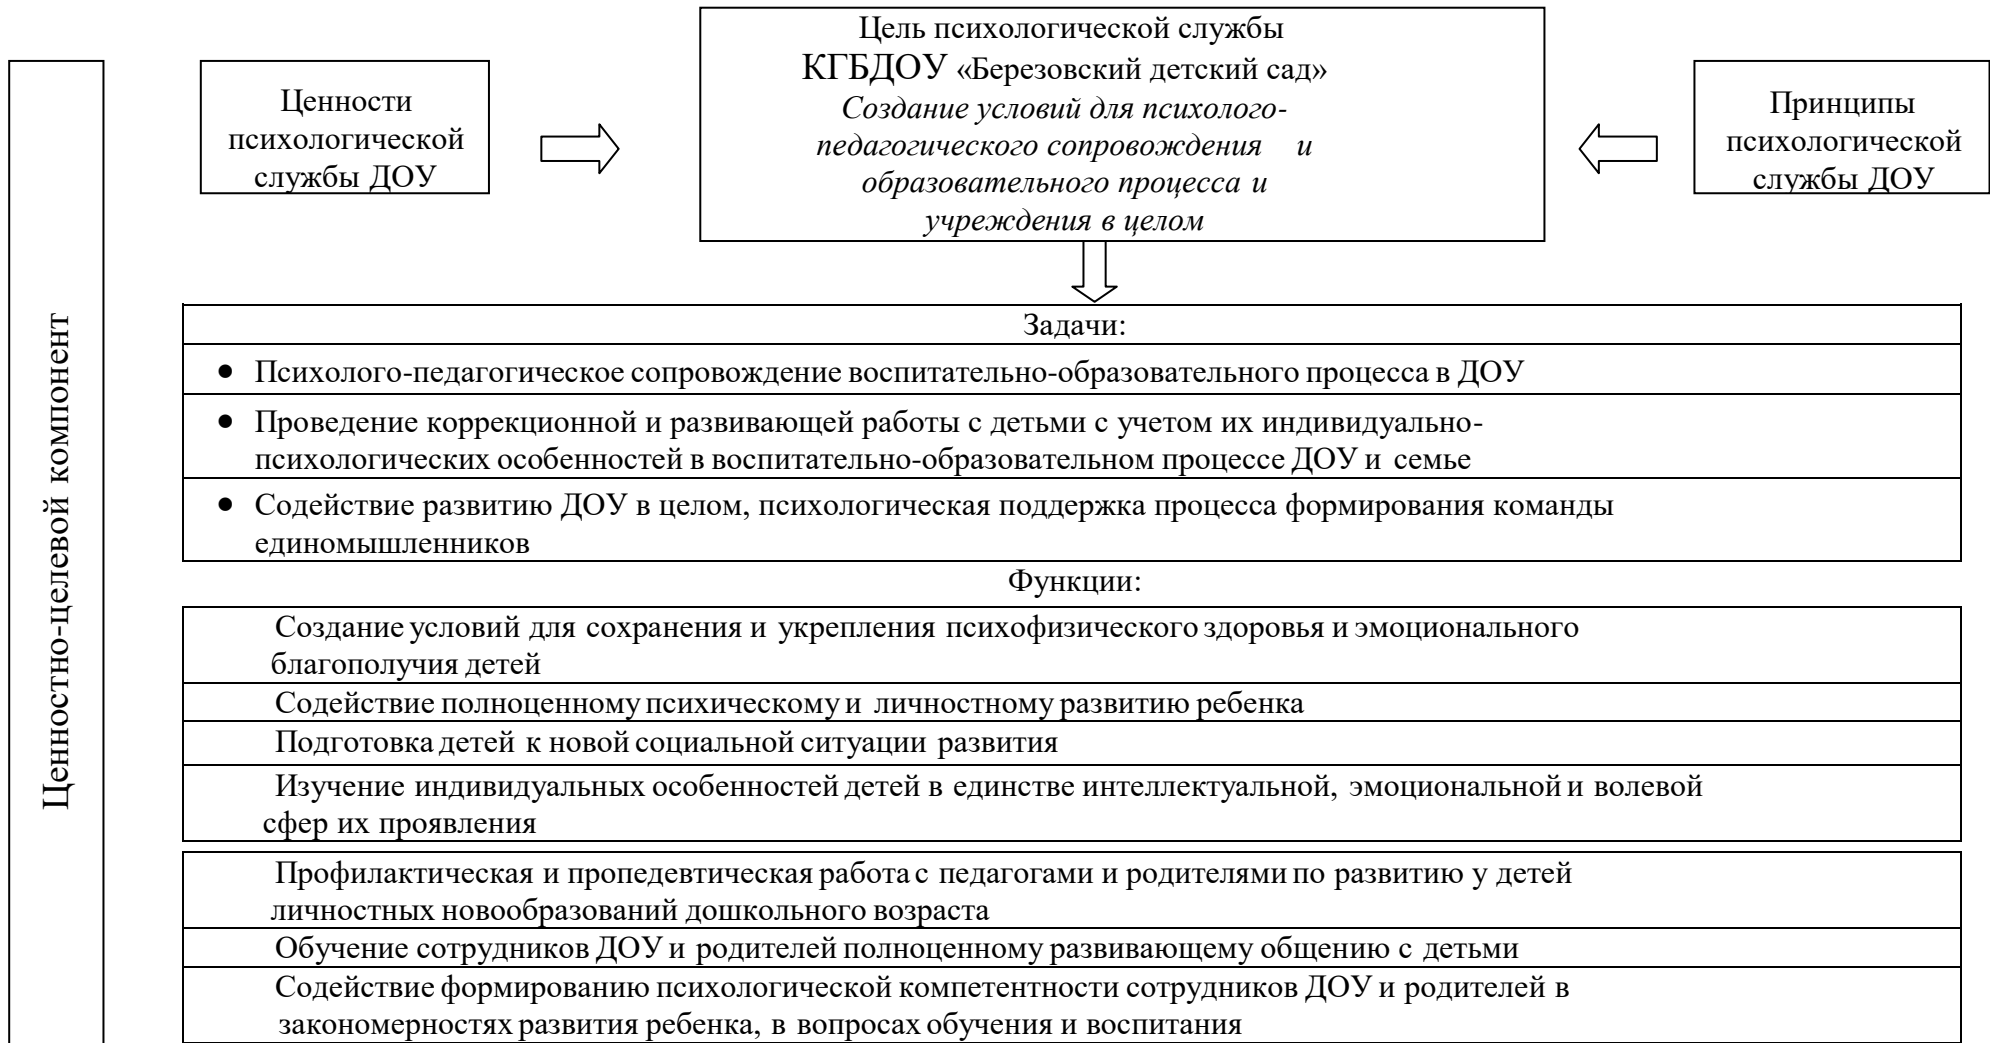 Ценностно-целевой компонент
Ценности
психологической
службы ДОУ
Цель психологической службы
КГБДОУ «Березовский детский сад»
Создание условий для психолого-
педагогического сопровождения и
образовательного процесса и
учреждения в целом
Принципы
психологической
службы ДОУ
Задачи:
• Психолого-педагогическое сопровождение воспитательно-образовательного процесса в ДОУ
• Проведение коррекционной и развивающей работы с детьми с учетом их индивидуально-
психологических особенностей в воспитательно-образовательном процессе ДОУ и семье
• Содействие развитию ДОУ в целом, психологическая поддержка процесса формирования команды
единомышленников
Функции:
Создание условий для сохранения и укрепления психофизического здоровья и эмоционального
благополучия детей
Содействие полноценному психическому и личностному развитию ребенка
Подготовка детей к новой социальной ситуации развития
Изучение индивидуальных особенностей детей в единстве интеллектуальной, эмоциональной и волевой
сфер их проявления
Профилактическая и пропедевтическая работа с педагогами и родителями по развитию у детей
личностных новообразований дошкольного возраста
Обучение сотрудников ДОУ и родителей полноценному развивающему общению с детьми
Содействие формированию психологической компетентности сотрудников ДОУ и родителей в
закономерностях развития ребенка, в вопросах обучения и воспитания